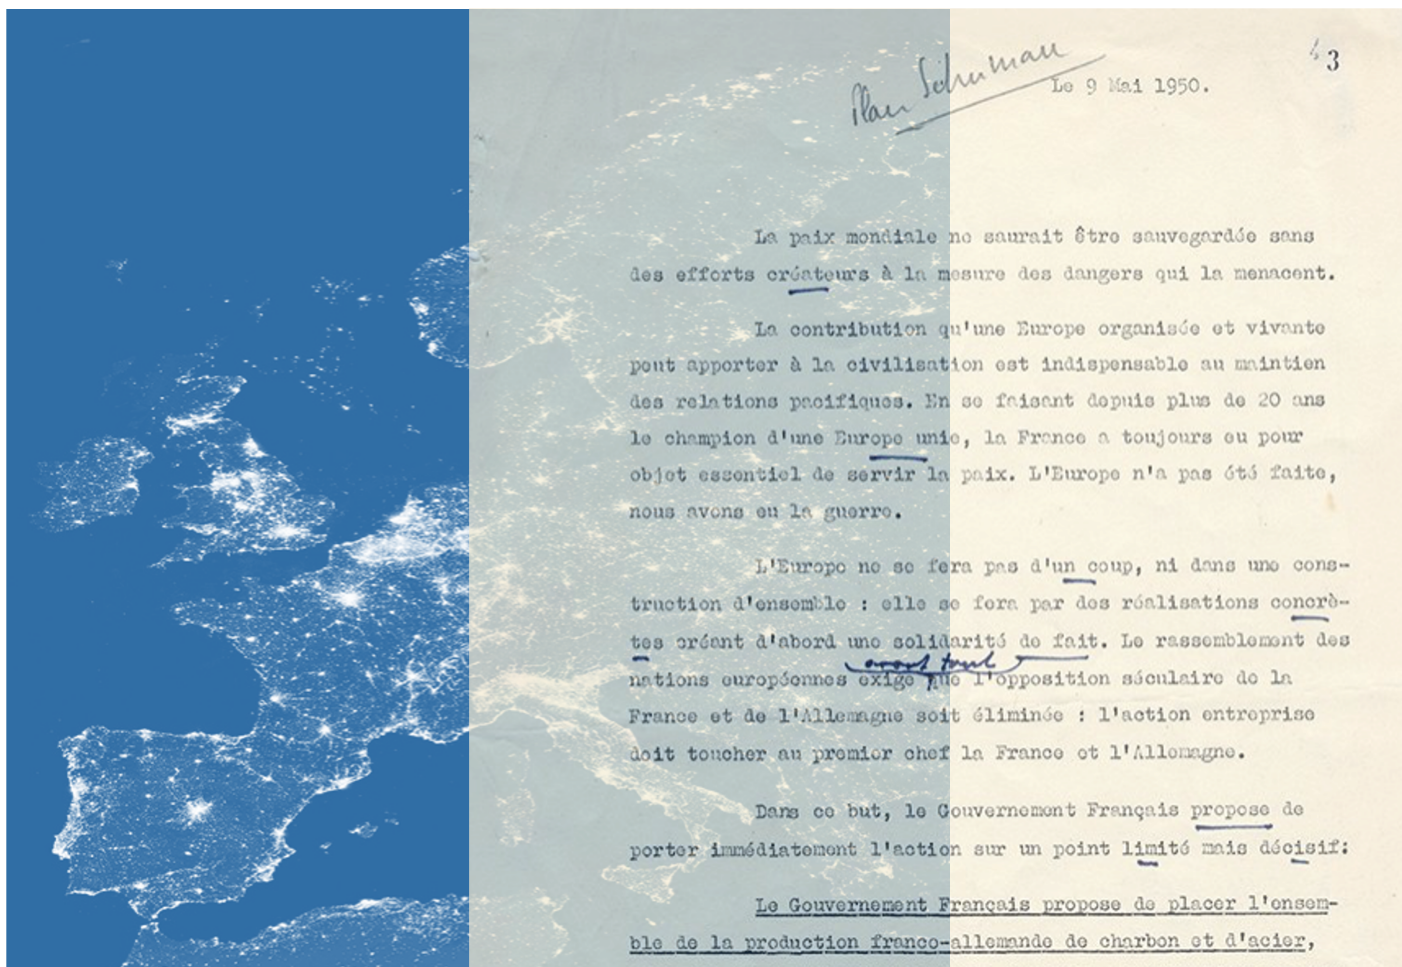 Plan Schuman
3
Le 9 Mai 1950.
La paix mondiale ne saurait être sauvegardée sans
des efforts créateurs à la mesure des dangers qui la menacent.
La contribution qu'une Europe organisée et vivante
peut apporter à la civilisation est indispensable au maintien
des relations pacifiques. En se faisant depuis plus de 20 ans
le champion d'une Europe unie, la France a toujours eu pour
objet essentiel de servir la paix. L'Europe n'a pas été faite,
nous avons eu la guerre.
L'Europe ne se fera pas d'un coup, ni dans une cons-
truction d'ensemble : elle se fera par des réalisations concrè-
tes créant d'abord une solidarité de fait. Le rassemblement des
avant tout
nations européennes exige que l'opposition séculaire de la
France et de l'Allemagne soit éliminée : l'action entreprise
doit toucher au premier chef la France et l'Allemagne.
Dans ce but, le Gouvernement Français propose de
porter immédiatement l'action sur un point limité mais décisif:
Le Gouvernement Français propose de placer l'ensem-
ble de la production franco-allemande de charbon et d'acier,